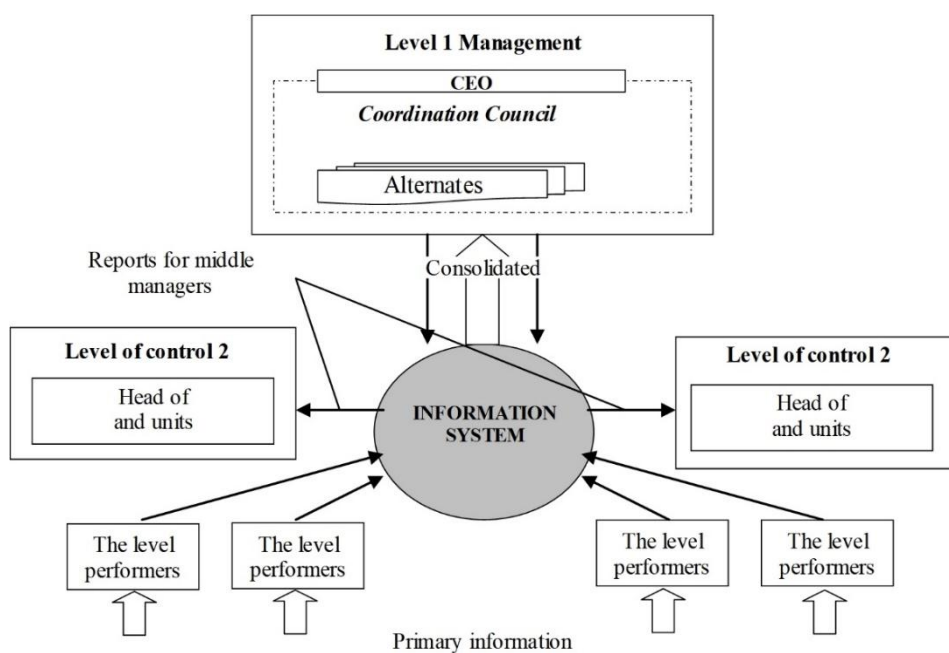 Level 1 Management
CEO
Coordination Council
Alternates
Reports for middle
managers
Consolidated
Level of control 2
Head of
and units
INFORMATION
SYSTEM
Level of control 2
Head of
and units
The level
performers
The level
performers
The level
performers
The level
performers
Primary information